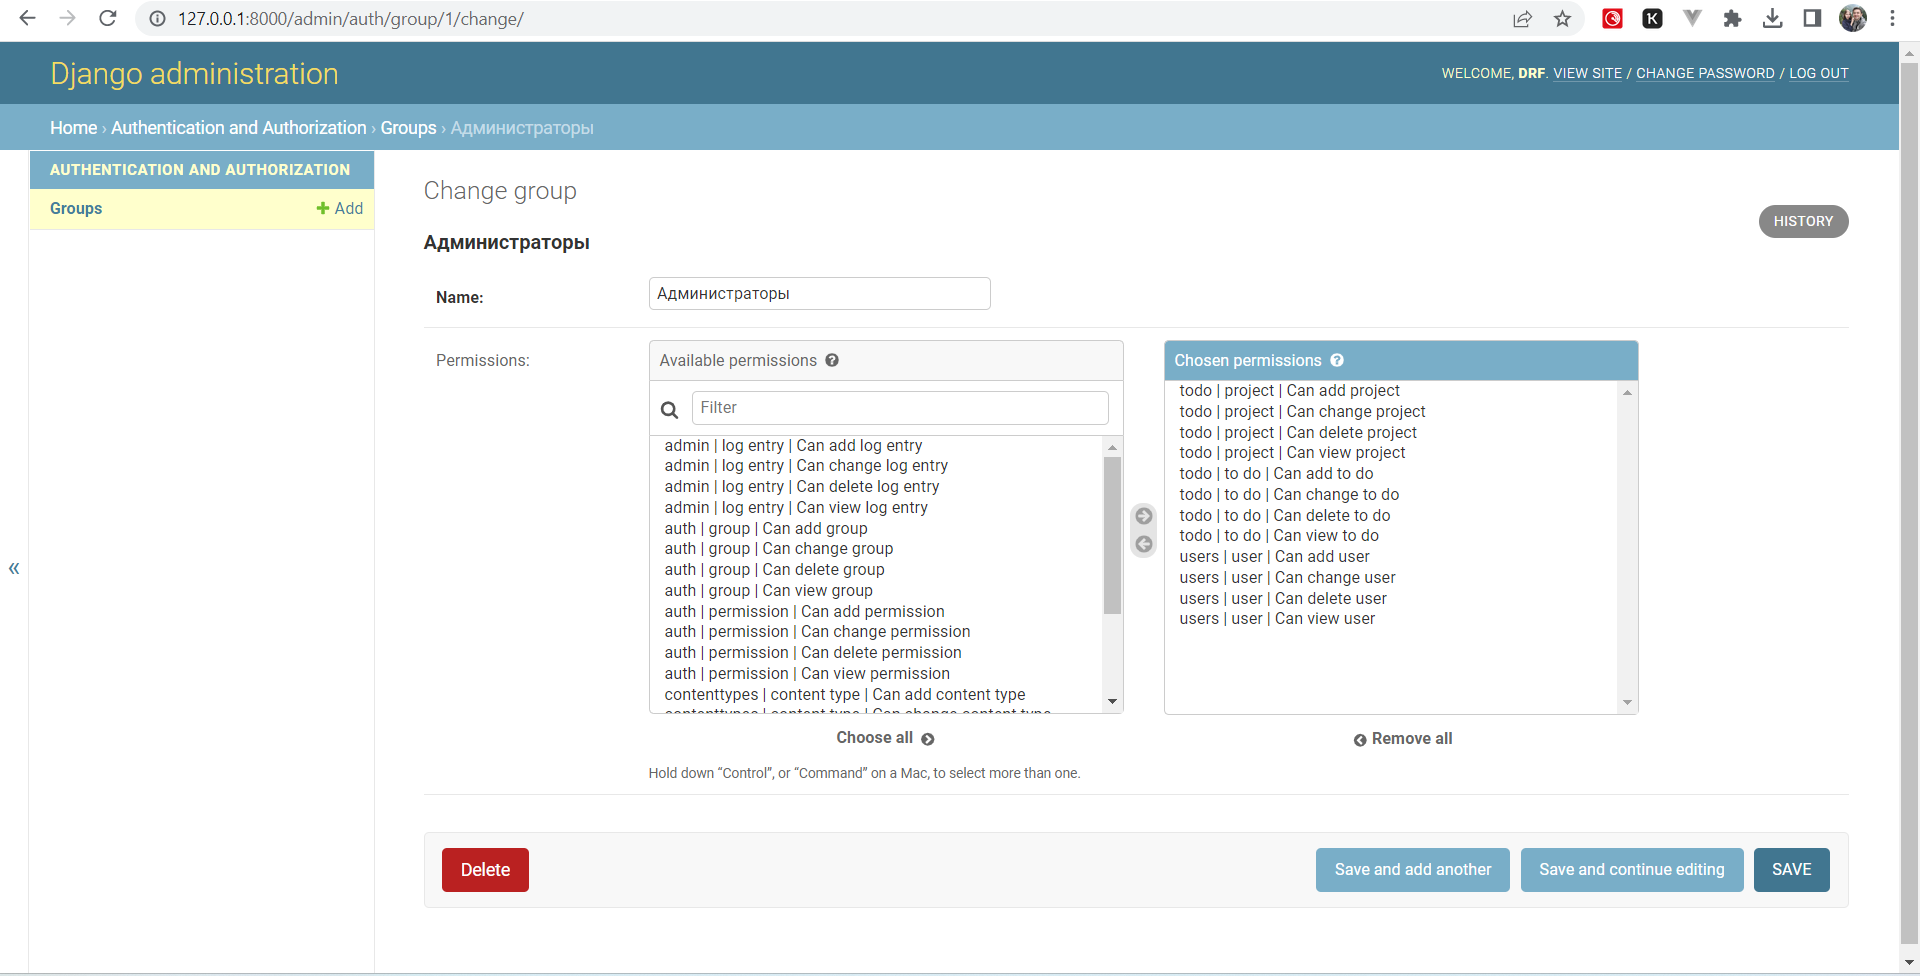 127.0.0.1:8000/admin/auth/group/1/change/
Django administration
WELCOME, DRF. VIEW SITE / CHANGE PASSWORD / LOG OUT
Home › Authentication and Authorization › Groups › Администраторы
AUTHENTICATION AND AUTHORIZATION
Groups
Add
Change group
HISTORY
Администраторы
Name:
Администраторы
Permissions:
Available permissions
Filter
admin | log entry | Can add log entry
admin | log entry | Can change log entry
admin | log entry | Can delete log entry
admin | log entry | Can view log entry
auth | group | Can add group
auth | group | Can change group
auth | group | Can delete group
auth | group | Can view group
auth | permission | Can add permission
auth | permission | Can change permission
auth | permission | Can delete permission
auth | permission | Can view permission
contenttypes | content type | Can add content type
contenttypes | content type | Can change content type
Choose all
Hold down “Control”, or “Command” on a Mac, to select more than one.
Chosen permissions
todo | project | Can add project
todo | project | Can change project
todo | project | Can delete project
todo | project | Can view project
todo | to do | Can add to do
todo | to do | Can change to do
todo | to do | Can delete to do
todo | to do | Can view to do
users | user | Can add user
users | user | Can change user
users | user | Can delete user
users | user | Can view user
Remove all
Delete
Save and add another
Save and continue editing
SAVE